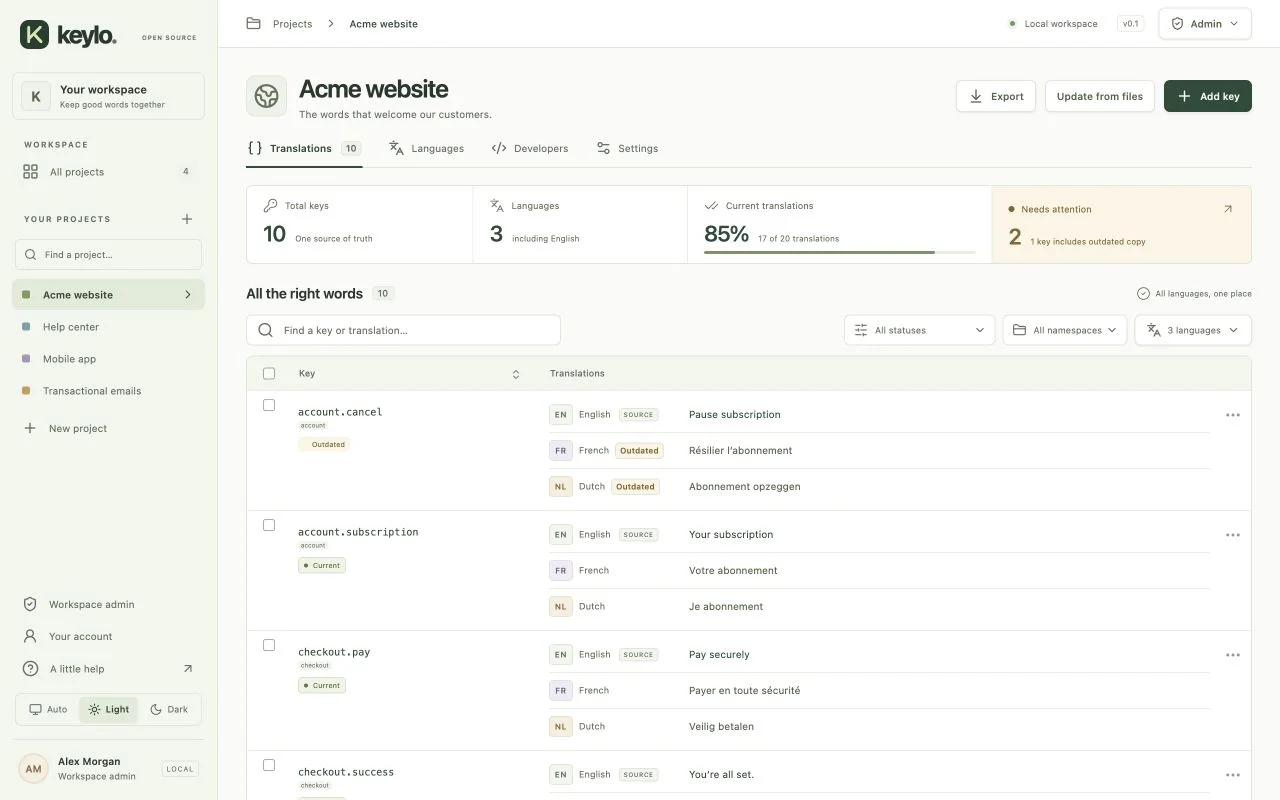 keylo.
OPEN SOURCE
K
Your workspace
Keep good words together
WORKSPACE
All projects 4
YOUR PROJECTS
Find a project...
Acme website
Help center
Mobile app
Transactional emails
New project
Workspace admin
Your account
A little help
Auto Light Dark
AM
Alex Morgan
Workspace admin
LOCAL
Projects Acme website
Local workspace v0.1 Admin
Acme website
The words that welcome our customers.
Export Update from files Add key
Translations 10 Languages Developers Settings
Total keys
10 One source of truth
Languages
3 including English
Current translations
85% 17 of 20 translations
Needs attention
2 1 key includes outdated copy
All the right words 10
All languages, one place
Find a key or translation...
All statuses All namespaces 3 languages
Key Translations
account.cancel
account
Outdated
EN English SOURCE Pause subscription
FR French Outdated Résilier l'abonnement
NL Dutch Outdated Abonnement opzeggen
account.subscription
account
Current
EN English SOURCE Your subscription
FR French Votre abonnement
NL Dutch Je abonnement
checkout.pay
checkout
Current
EN English SOURCE Pay securely
FR French Payer en toute sécurité
NL Dutch Veilig betalen
checkout.success
checkout
EN English SOURCE You're all set.